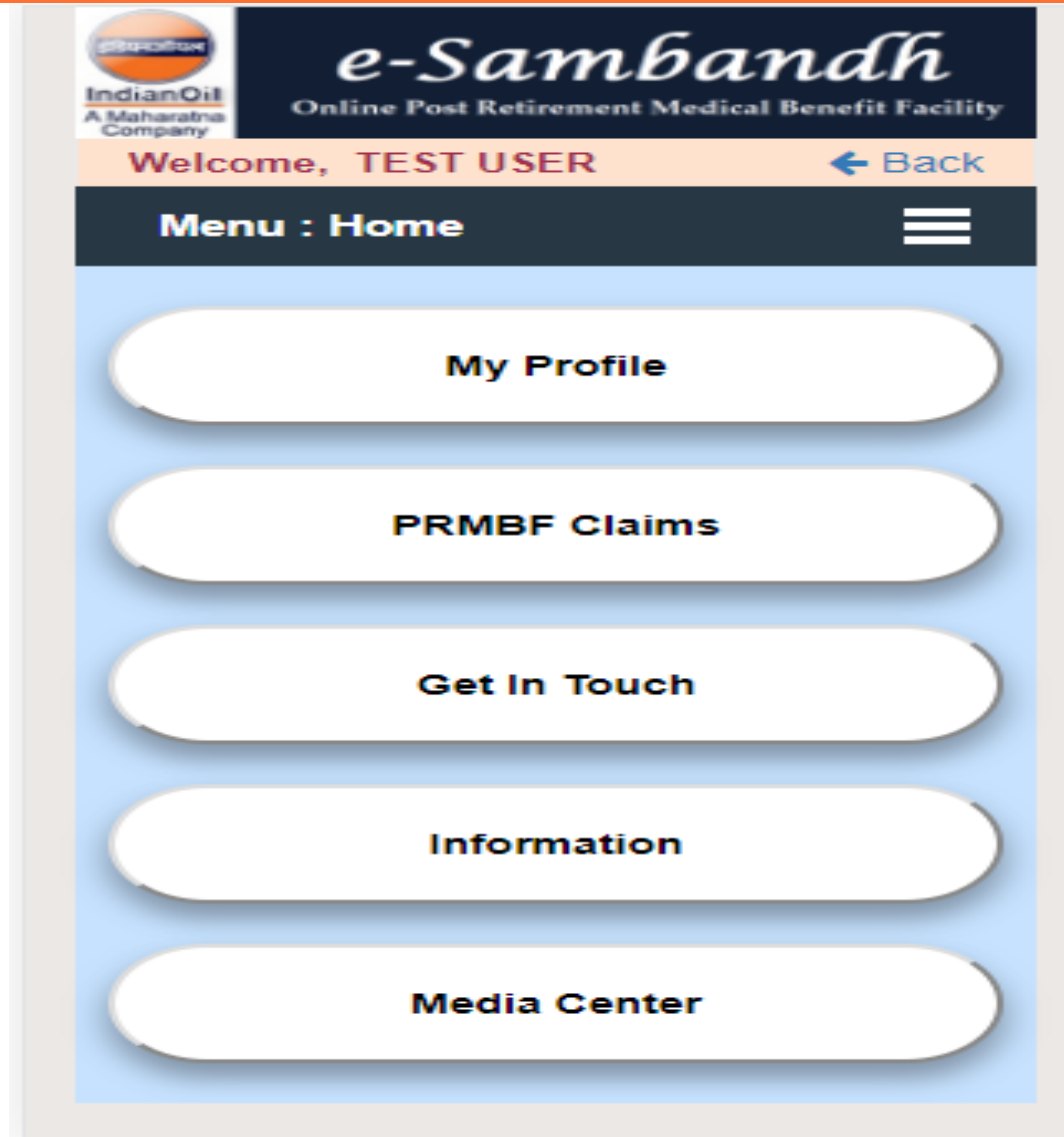 इंडियनऑयल
IndianOil
A Maharatna
Company
e-Sambandh
Online Post Retirement Medical Benefit Facility
Welcome, TEST USER
Back
Menu : Home
My Profile
PRMBF Claims
Get In Touch
Information
Media Center